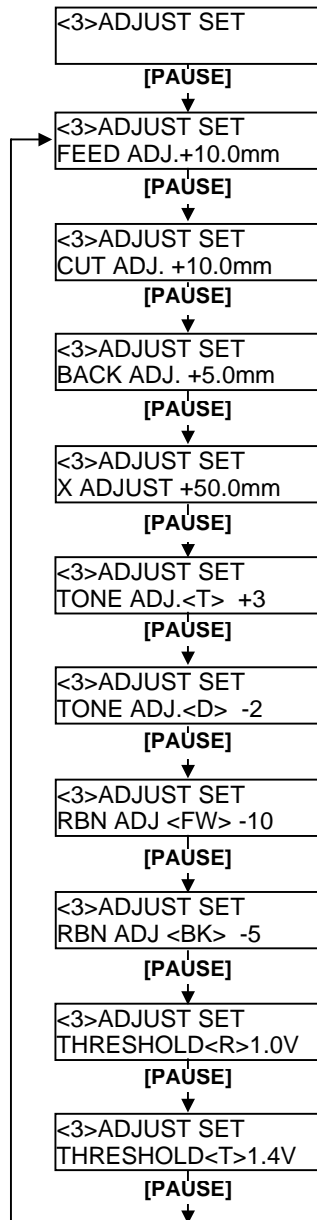 <3>ADJUST SET
[PAUSE]
<3>ADJUST SET
FEED ADJ.+10.0mm
[PAUSE]
<3>ADJUST SET
CUT ADJ. +10.0mm
[PAUSE]
<3>ADJUST SET
BACK ADJ. +5.0mm
[PAUSE]
<3>ADJUST SET
X ADJUST +50.0mm
[PAUSE]
<3>ADJUST SET
TONE ADJ.<T> +3
[PAUSE]
<3>ADJUST SET
TONE ADJ.<D> -2
[PAUSE]
<3>ADJUST SET
RBN ADJ <FW> -10
[PAUSE]
<3>ADJUST SET
RBN ADJ <BK> -5
[PAUSE]
<3>ADJUST SET
THRESHOLD<R>1.0V
[PAUSE]
<3>ADJUST SET
THRESHOLD<T>1.4V
[PAUSE]